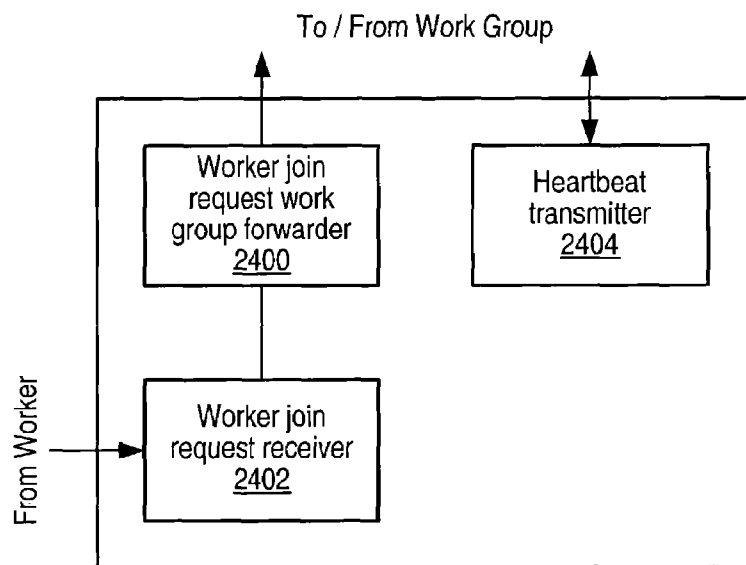 To / From Work Group
Worker join
request work
group forwarder
2400
Heartbeat
transmitter
2404
From Worker
Worker join
request receiver
2402